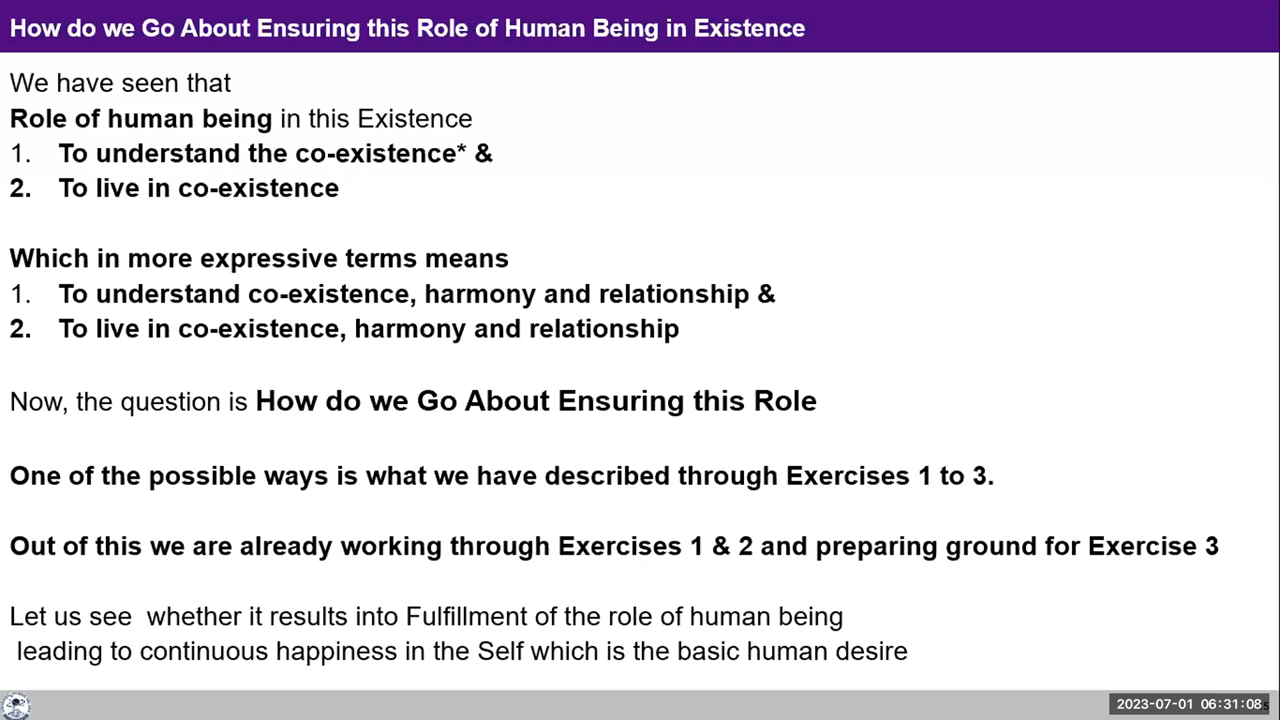 How do we Go About Ensuring this Role of Human Being in Existence
We have seen that
Role of human being in this Existence
1. To understand the co-existence* &
2. To live in co-existence
Which in more expressive terms means
1. To understand co-existence, harmony and relationship &
2. To live in co-existence, harmony and relationship
Now, the question is How do we Go About Ensuring this Role
One of the possible ways is what we have described through Exercises 1 to 3.
Out of this we are already working through Exercises 1 & 2 and preparing ground for Exercise 3
Let us see  whether it results into Fulfillment of the role of human being
leading to continuous happiness in the Self which is the basic human desire
2023-07-01 06:31:08